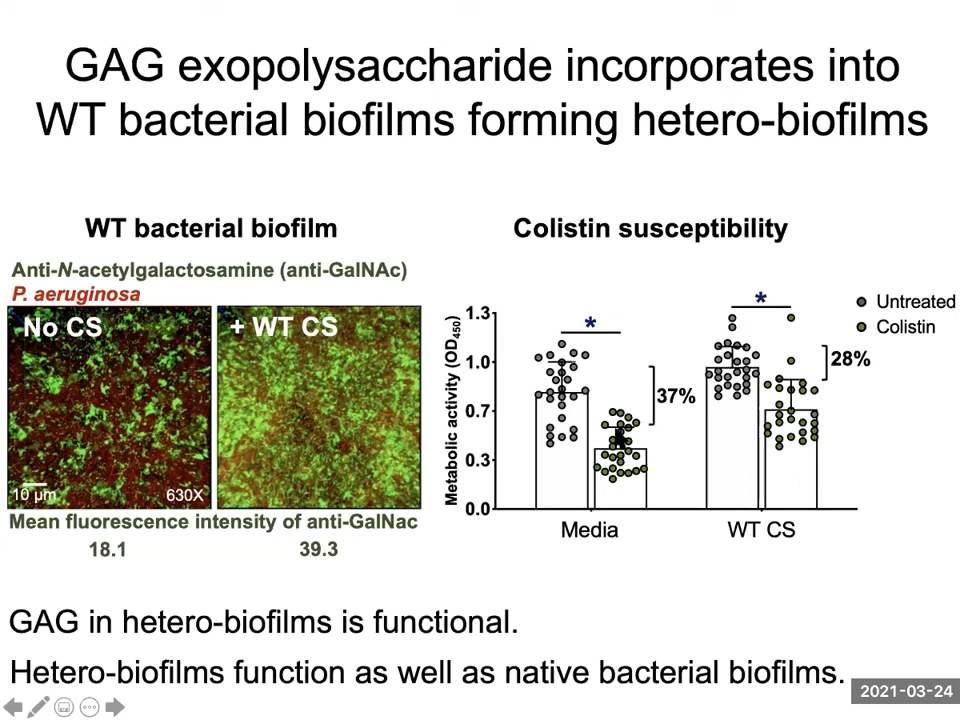 GAG exopolysaccharide incorporates into
WT bacterial biofilms forming hetero-biofilms
WT bacterial biofilm
Anti-N-acetylgalactosamine (anti-GalNAc)
P. aeruginosa
No CS
+ WT CS
10 µm
630X
Mean fluorescence intensity of anti-GalNac
18.1
39.3
Colistin susceptibility
Metabolic activity (OD450)
1.3
1.0
0.7
0.3
0.0
*
37%
*
28%
Untreated
Colistin
Media
WT CS
GAG in hetero-biofilms is functional.
Hetero-biofilms function as well as native bacterial biofilms.
2021-03-24